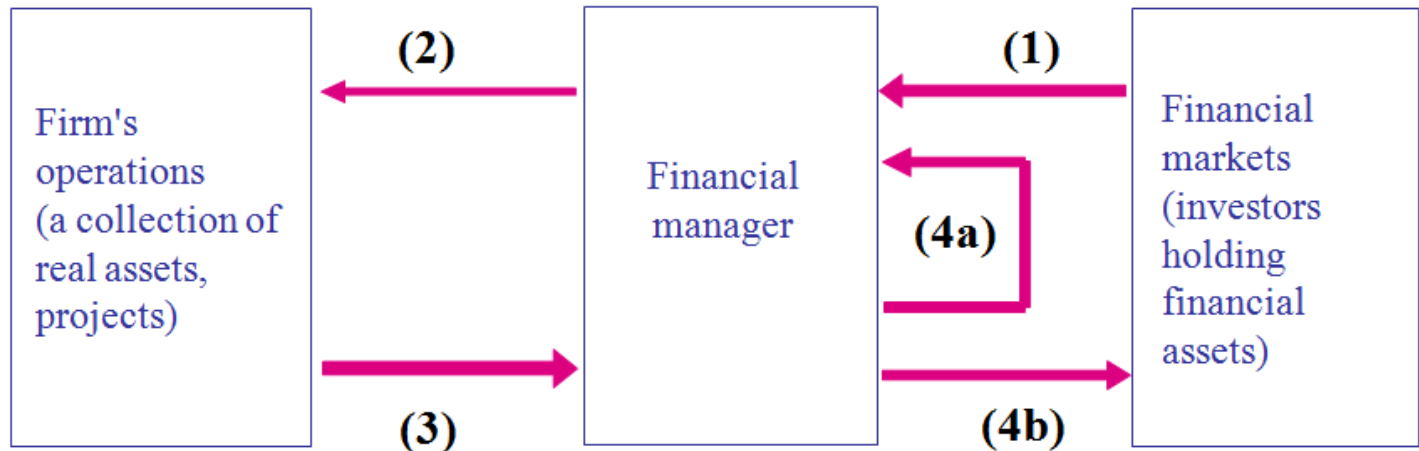 (2)
(1)
Firm's
operations
(a collection of
real assets,
projects)
Financial
manager
(4a)
Financial
markets
(investors
holding
financial
assets)
(3)
(4b)